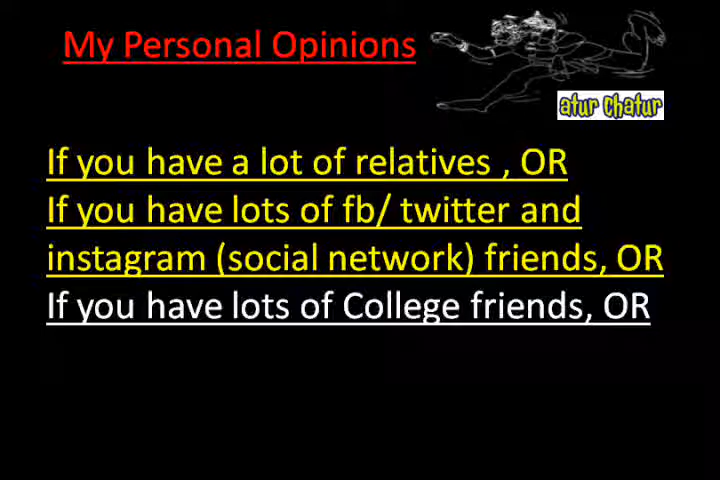 My Personal Opinions
atur chatur
If you have a lot of relatives , OR
If you have lots of fb/ twitter and
instagram (social network) friends, OR
If you have lots of College friends, OR